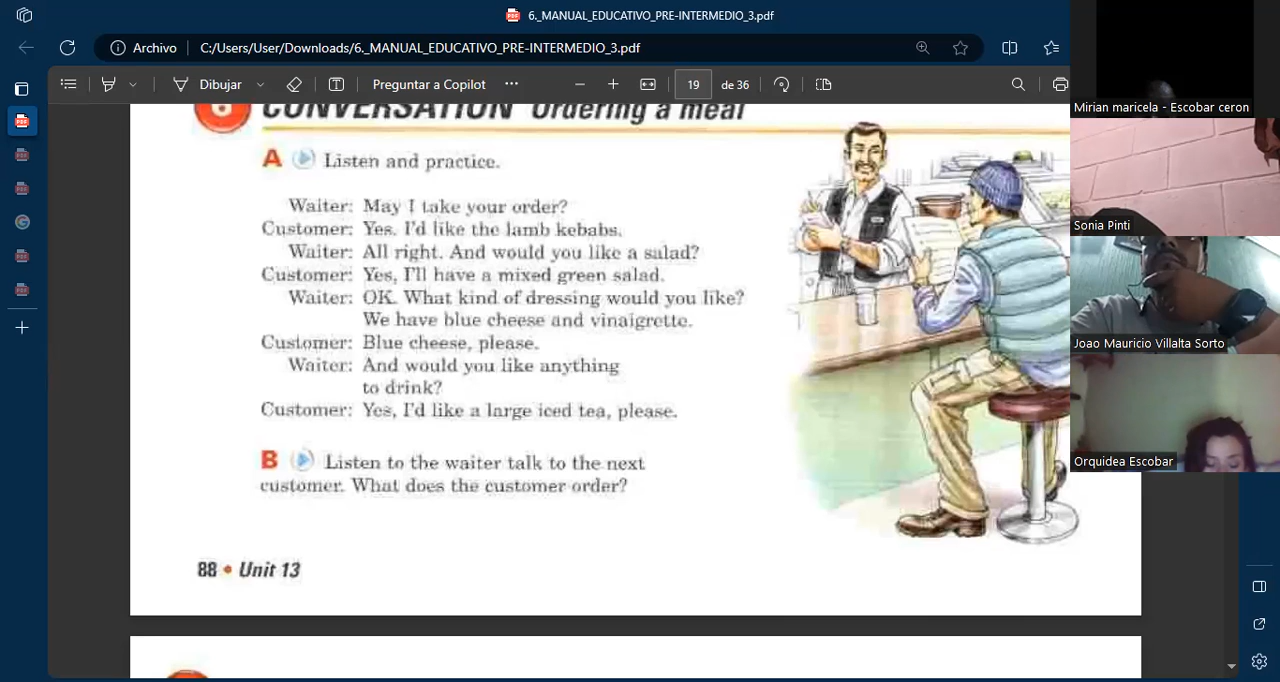 6._MANUAL_EDUCATIVO_PRE-INTERMEDIO_3.pdf
Archivo
C:/Users/User/Downloads/6._MANUAL_EDUCATIVO_PRE-INTERMEDIO_3.pdf
Dibujar
Preguntar a Copilot
19
de 36
CONVERSATION Ordering a meal
A Listen and practice.
Waiter: May I take your order?
Customer: Yes. I'd like the lamb kebabs.
Waiter: All right. And would you like a salad?
Customer: Yes, I'll have a mixed green salad.
Waiter: OK. What kind of dressing would you like?
We have blue cheese and vinaigrette.
Customer: Blue cheese, please.
Waiter: And would you like anything
to drink?
Customer: Yes, I'd like a large iced tea, please.
B Listen to the waiter talk to the next
customer. What does the customer order?
88 • Unit 13
Mirian maricela - Escobar ceron
Sonia Pinti
Joao Mauricio Villalta Sorto
Orquidea Escobar